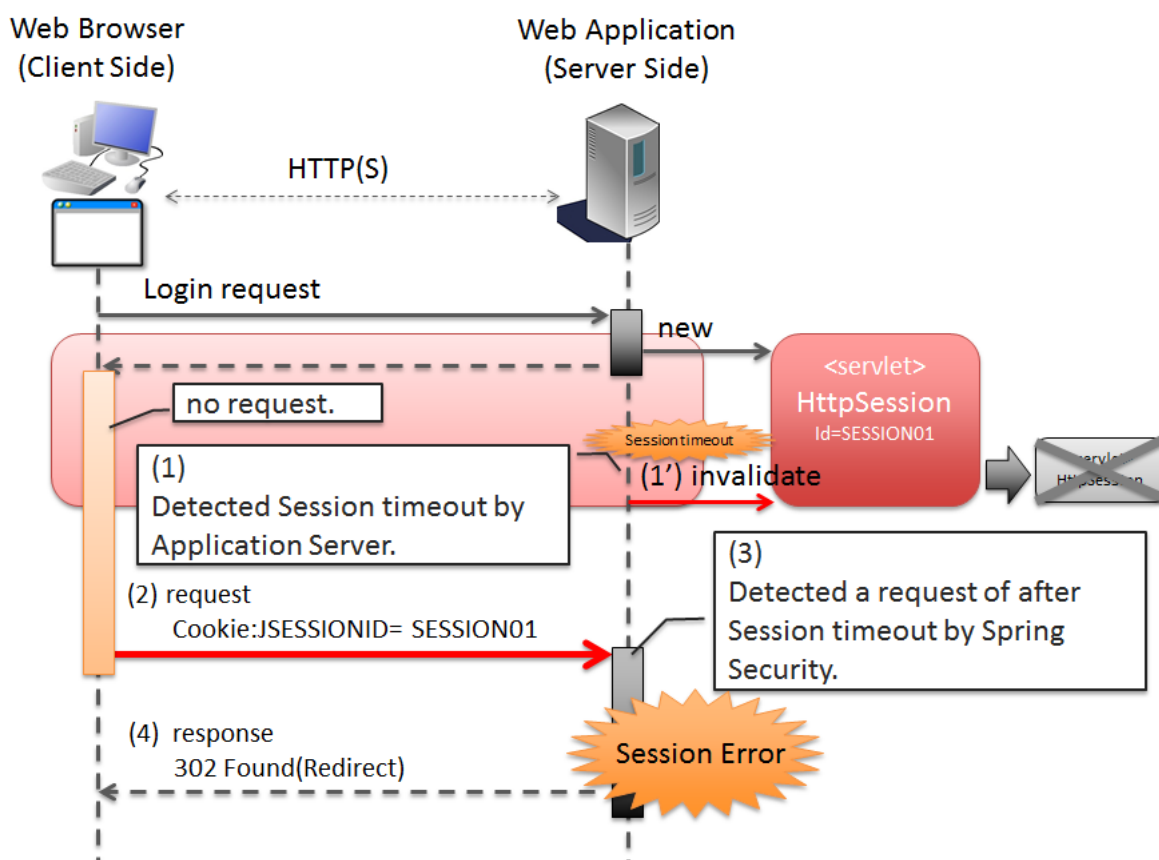 Web Browser
(Client Side)
Web Application
(Server Side)
HTTP(S)
Login request
new
<servlet>
HttpSession
Id=SESSION01
no request.
Session timeout
(1)
Detected Session timeout by
Application Server.
(1’) invalidate
HttpSession
(2) request
Cookie:JSESSIONID= SESSION01
(3)
Detected a request of after
Session timeout by Spring
Security.
(4) response
302 Found(Redirect)
Session Error